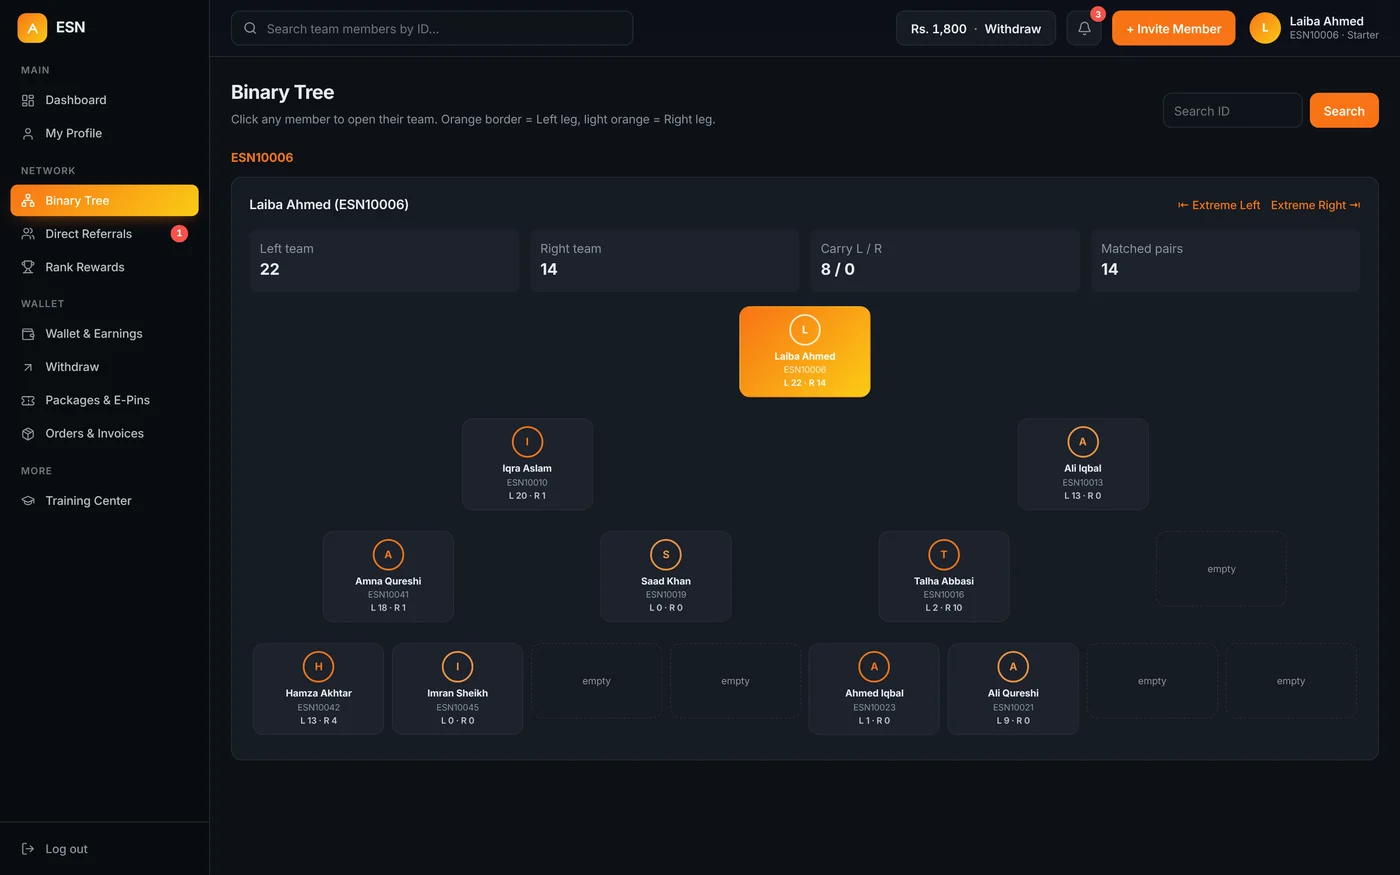 A ESN
Search team members by ID...
Rs. 1,800 · Withdraw
3
+ Invite Member
L
Laiba Ahmed
ESN10006 · Starter
MAIN
Dashboard
My Profile
NETWORK
Binary Tree
Direct Referrals 1
Rank Rewards
WALLET
Wallet & Earnings
Withdraw
Packages & E-Pins
Orders & Invoices
MORE
Training Center
Log out
Binary Tree
Click any member to open their team. Orange border = Left leg, light orange = Right leg.
Search ID
Search
ESN10006
Laiba Ahmed (ESN10006)
⇤ Extreme Left Extreme Right ⇥
Left team
22
Right team
14
Carry L / R
8 / 0
Matched pairs
14
L
Laiba Ahmed
ESN10006
L 22 · R 14
I
Iqra Aslam
ESN10010
L 20 · R 1
A
Ali Iqbal
ESN10013
L 13 · R 0
A
Amna Qureshi
ESN10041
L 18 · R 1
S
Saad Khan
ESN10019
L 0 · R 0
T
Talha Abbasi
ESN10016
L 2 · R 10
empty
H
Hamza Akhtar
ESN10042
L 13 · R 4
I
Imran Sheikh
ESN10045
L 0 · R 0
empty
empty
A
Ahmed Iqbal
ESN10023
L 1 · R 0
A
Ali Qureshi
ESN10021
L 9 · R 0
empty
empty